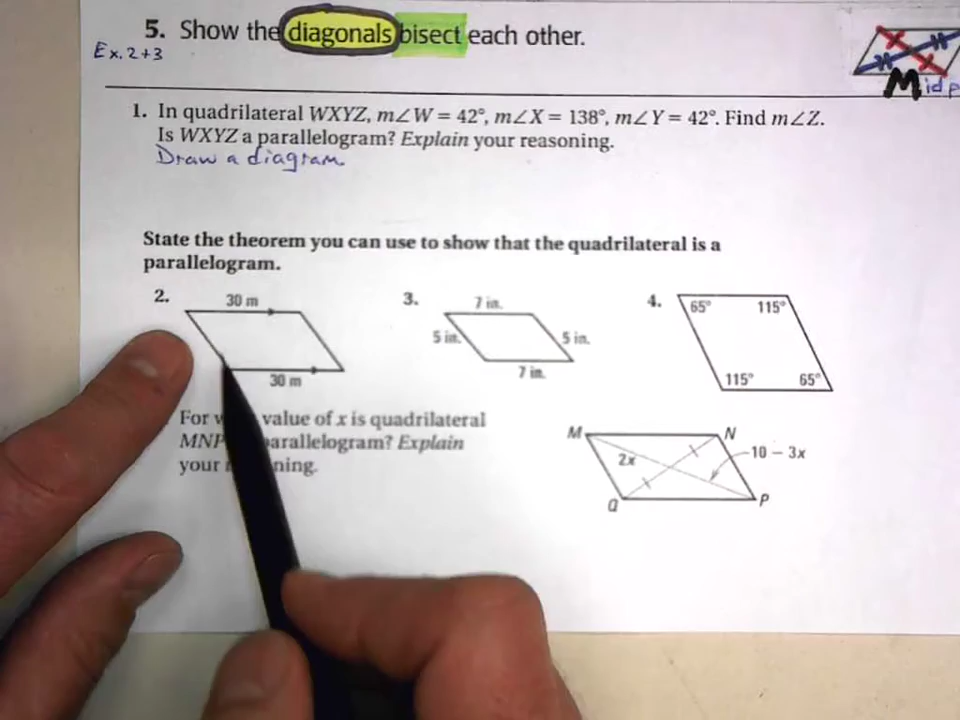 5. Show the diagonals bisect each other.
Ex. 2+3
Mid
1. In quadrilateral WXYZ, m∠W = 42°, m∠X = 138°, m∠Y = 42°. Find m∠Z.
Is WXYZ a parallelogram? Explain your reasoning.
Draw a diagram
State the theorem you can use to show that the quadrilateral is a
parallelogram.
2. 30 m
30 m
3. 7 in.
5 in. 5 in.
7 in.
4. 65° 115°
115° 65°
For value of x is quadrilateral
MNP parallelogram? Explain
your
M N
2x 10 – 3x
Q P